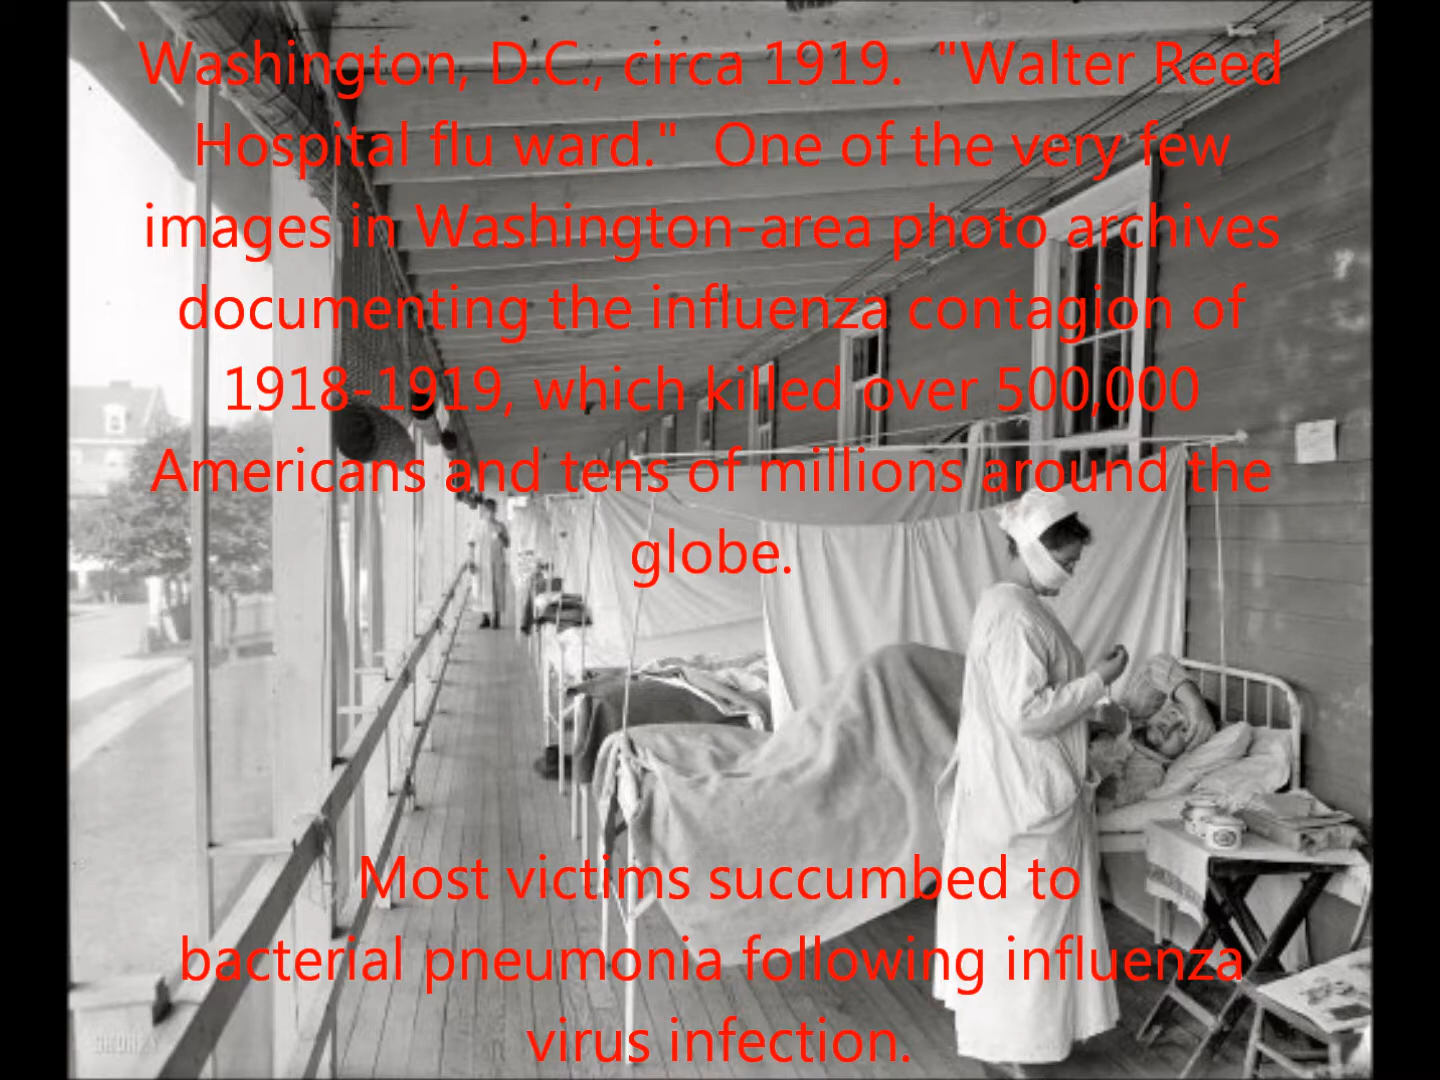 Washington, D.C., circa 1919.  "Walter Reed
Hospital flu ward."  One of the very few
images in Washington-area photo archives
documenting the influenza contagion of
1918-1919, which killed over 500,000
Americans and tens of millions around the
globe.
Most victims succumbed to
bacterial pneumonia following influenza
virus infection.
SHORPY